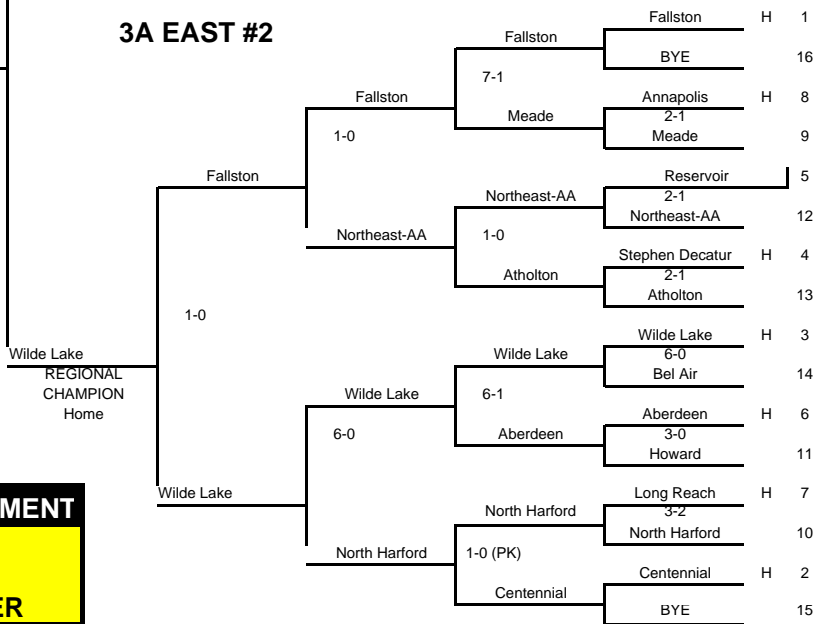 3A EAST #2
Fallston H 1
Fallston
BYE 16
7-1
Fallston
Annapolis H 8
2-1
Meade
Meade 9
1-0
Fallston
Reservoir 5
2-1
Northeast-AA
Northeast-AA 12
1-0
Northeast-AA
Stephen Decatur H 4
2-1
Atholton
Atholton 13
1-0
Wilde Lake
REGIONAL
CHAMPION
Home
Wilde Lake H 3
6-0
Wilde Lake
Bel Air 14
6-1
Wilde Lake
Aberdeen H 6
3-0
Aberdeen
Howard 11
6-0
Wilde Lake
Long Reach H 7
3-2
North Harford
North Harford 10
1-0 (PK)
North Harford
Centennial H 2
Centennial
BYE 15
MENT
ER